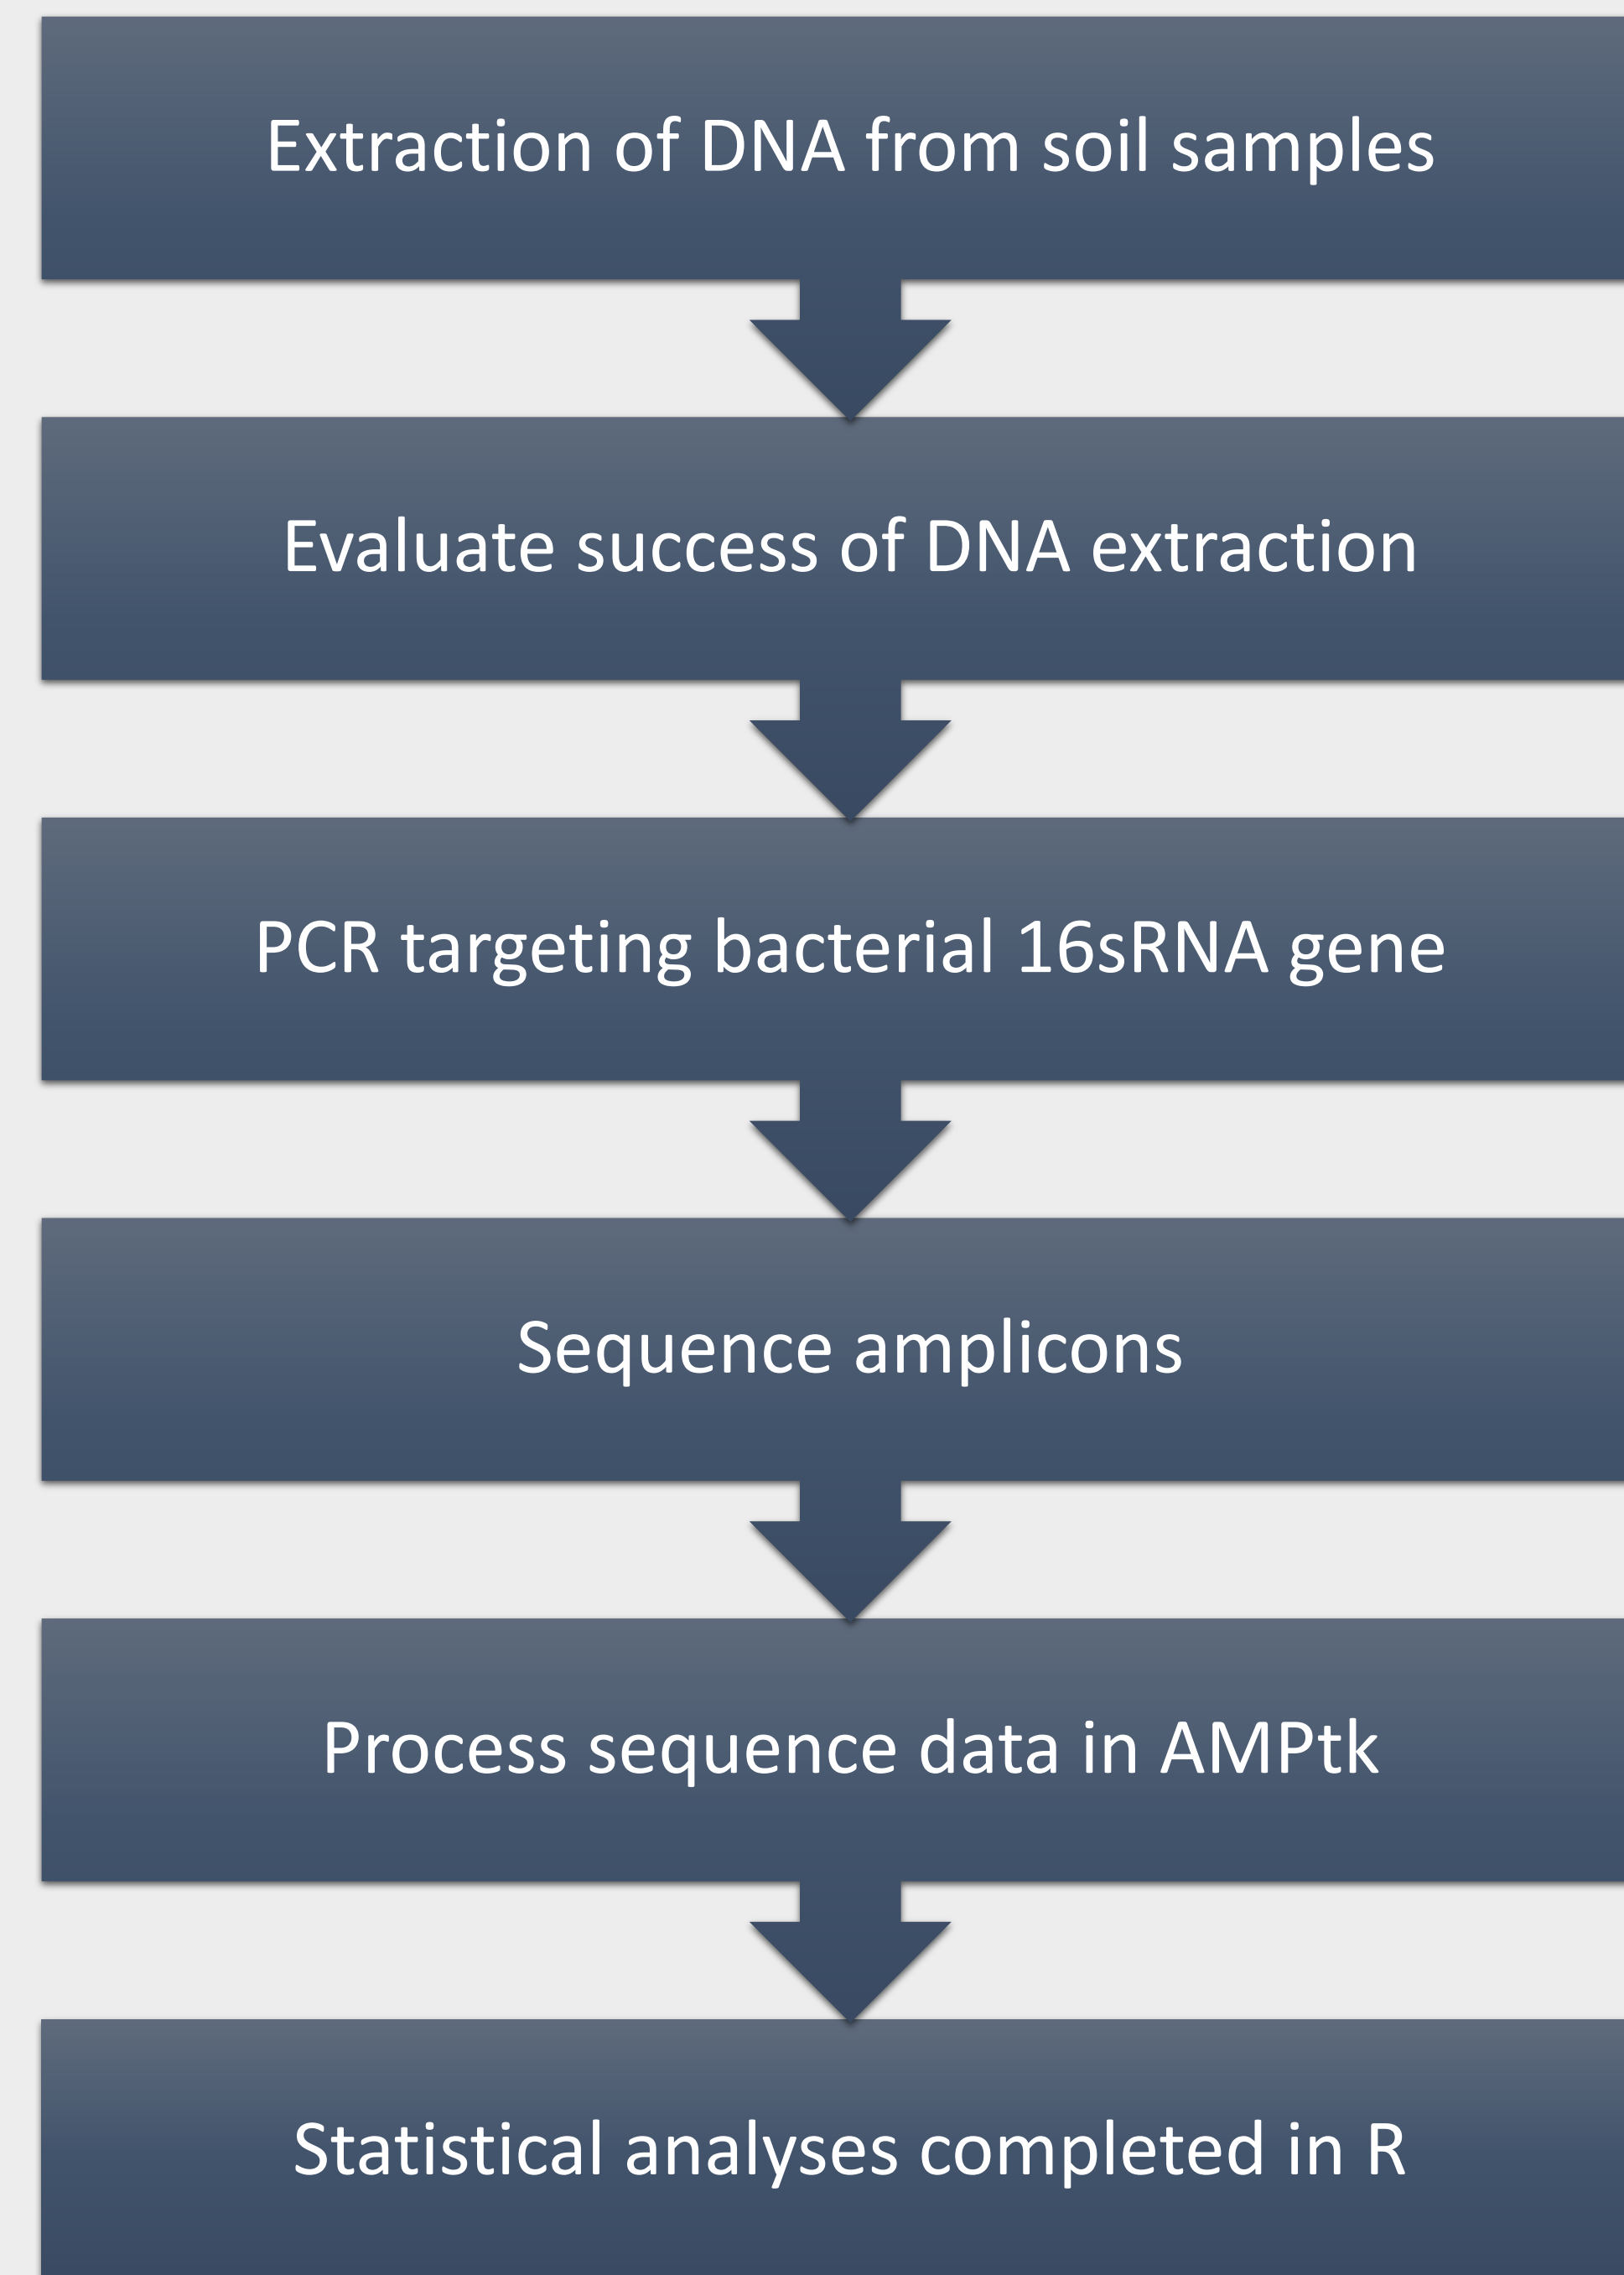 Extraction of DNA from soil samples
Evaluate success of DNA extraction
PCR targeting bacterial 16sRNA gene
Sequence amplicons
Process sequence data in AMPtk
Statistical analyses completed in R